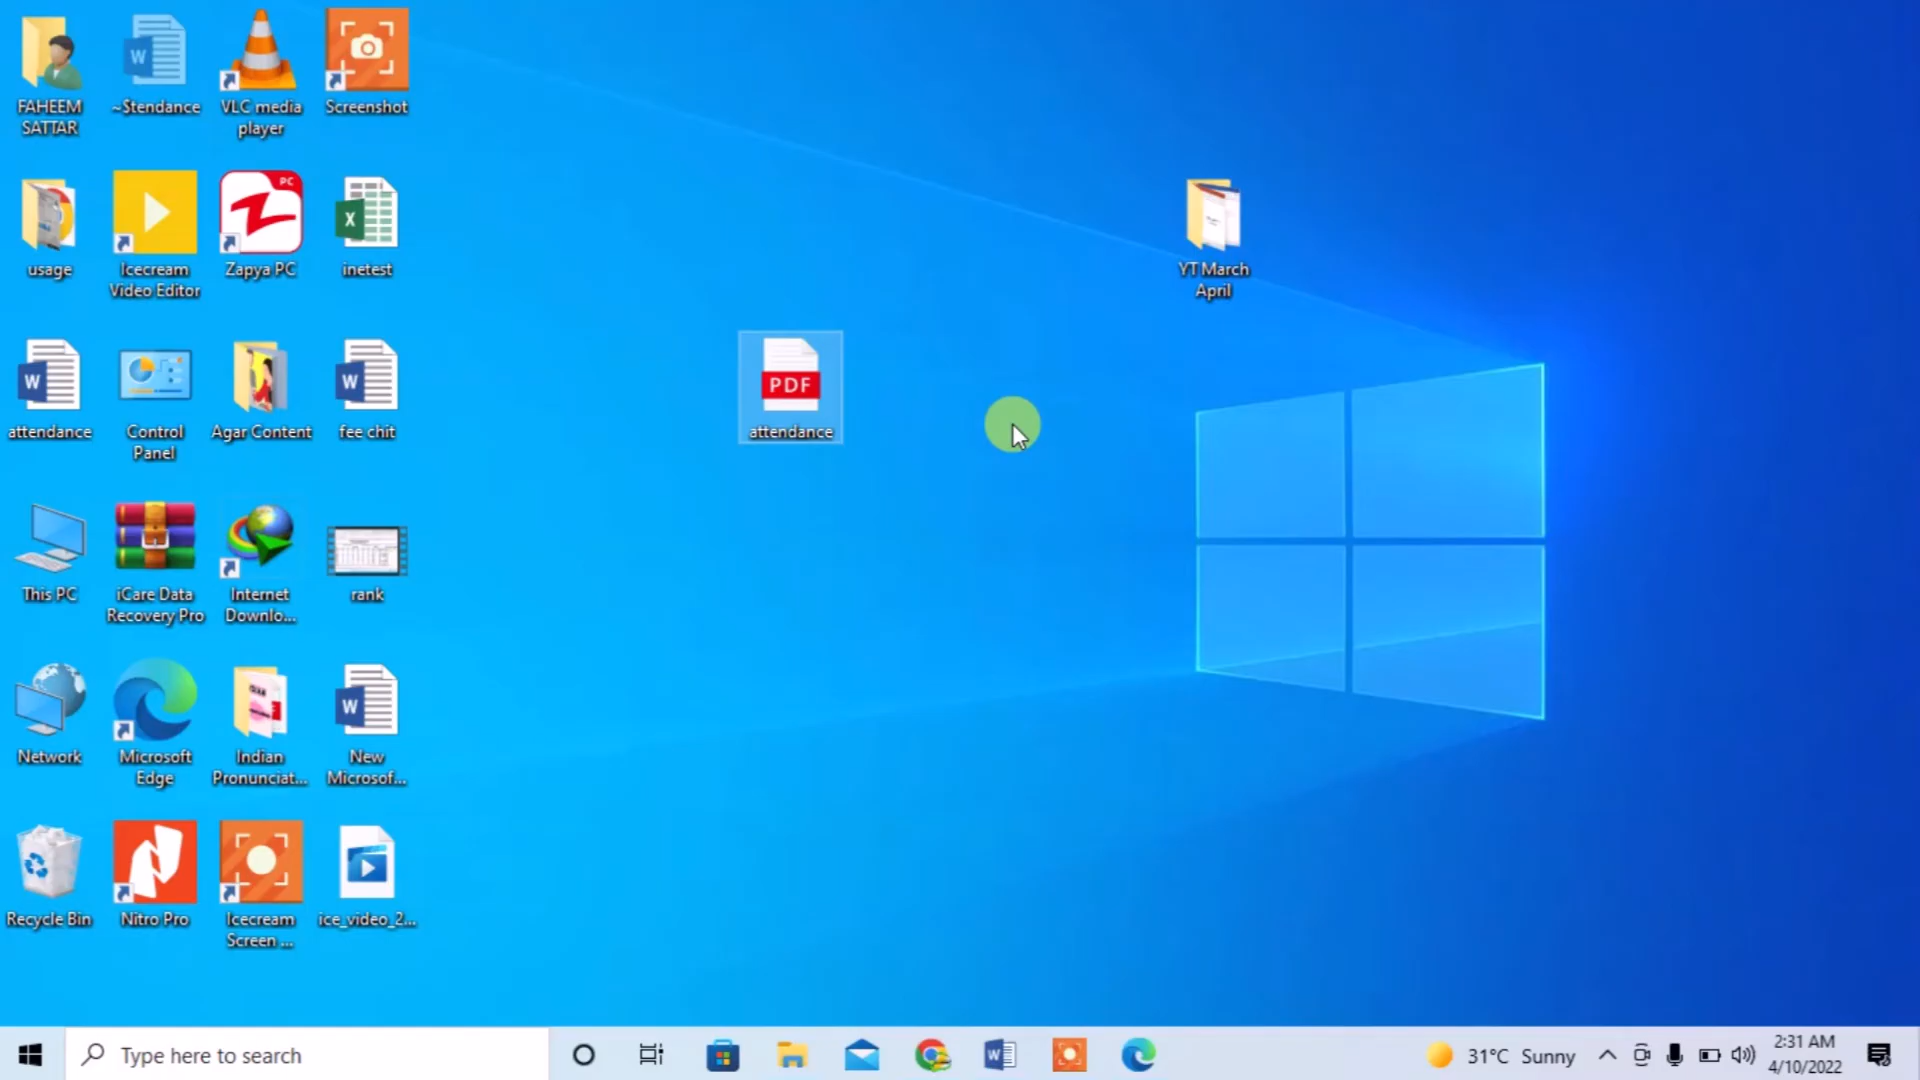 FAHEEM
SATTAR
~$tendance
VLC media
player
Screenshot
usage
Icecream
Video Editor
PC
Zapya PC
X
inetest
YT March
April
W
attendance
Control
Panel
Agar Content
W
fee chit
PDF
attendance
This PC
iCare Data
Recovery Pro
Internet
Downlo...
rank
Network
Microsoft
Edge
Indian
Pronunciat...
W
New
Microsof...
Recycle Bin
Nitro Pro
Icecream
Screen ...
ice_video_2...
Type here to search
W
31°C Sunny
2:31 AM
4/10/2022